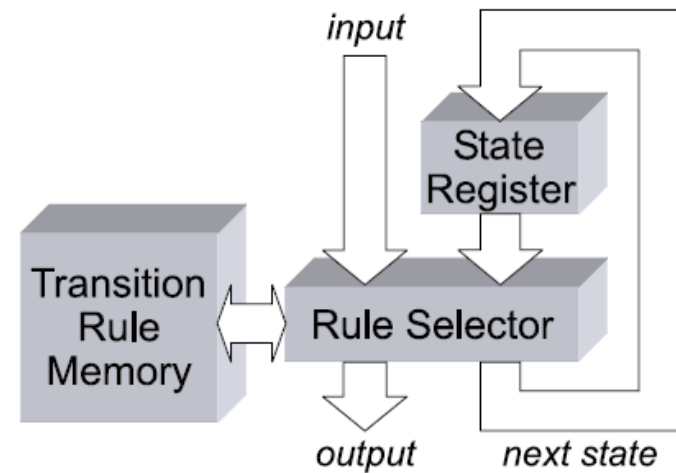 input
State
Register
Transition
Rule
Memory
Rule Selector
output
next state